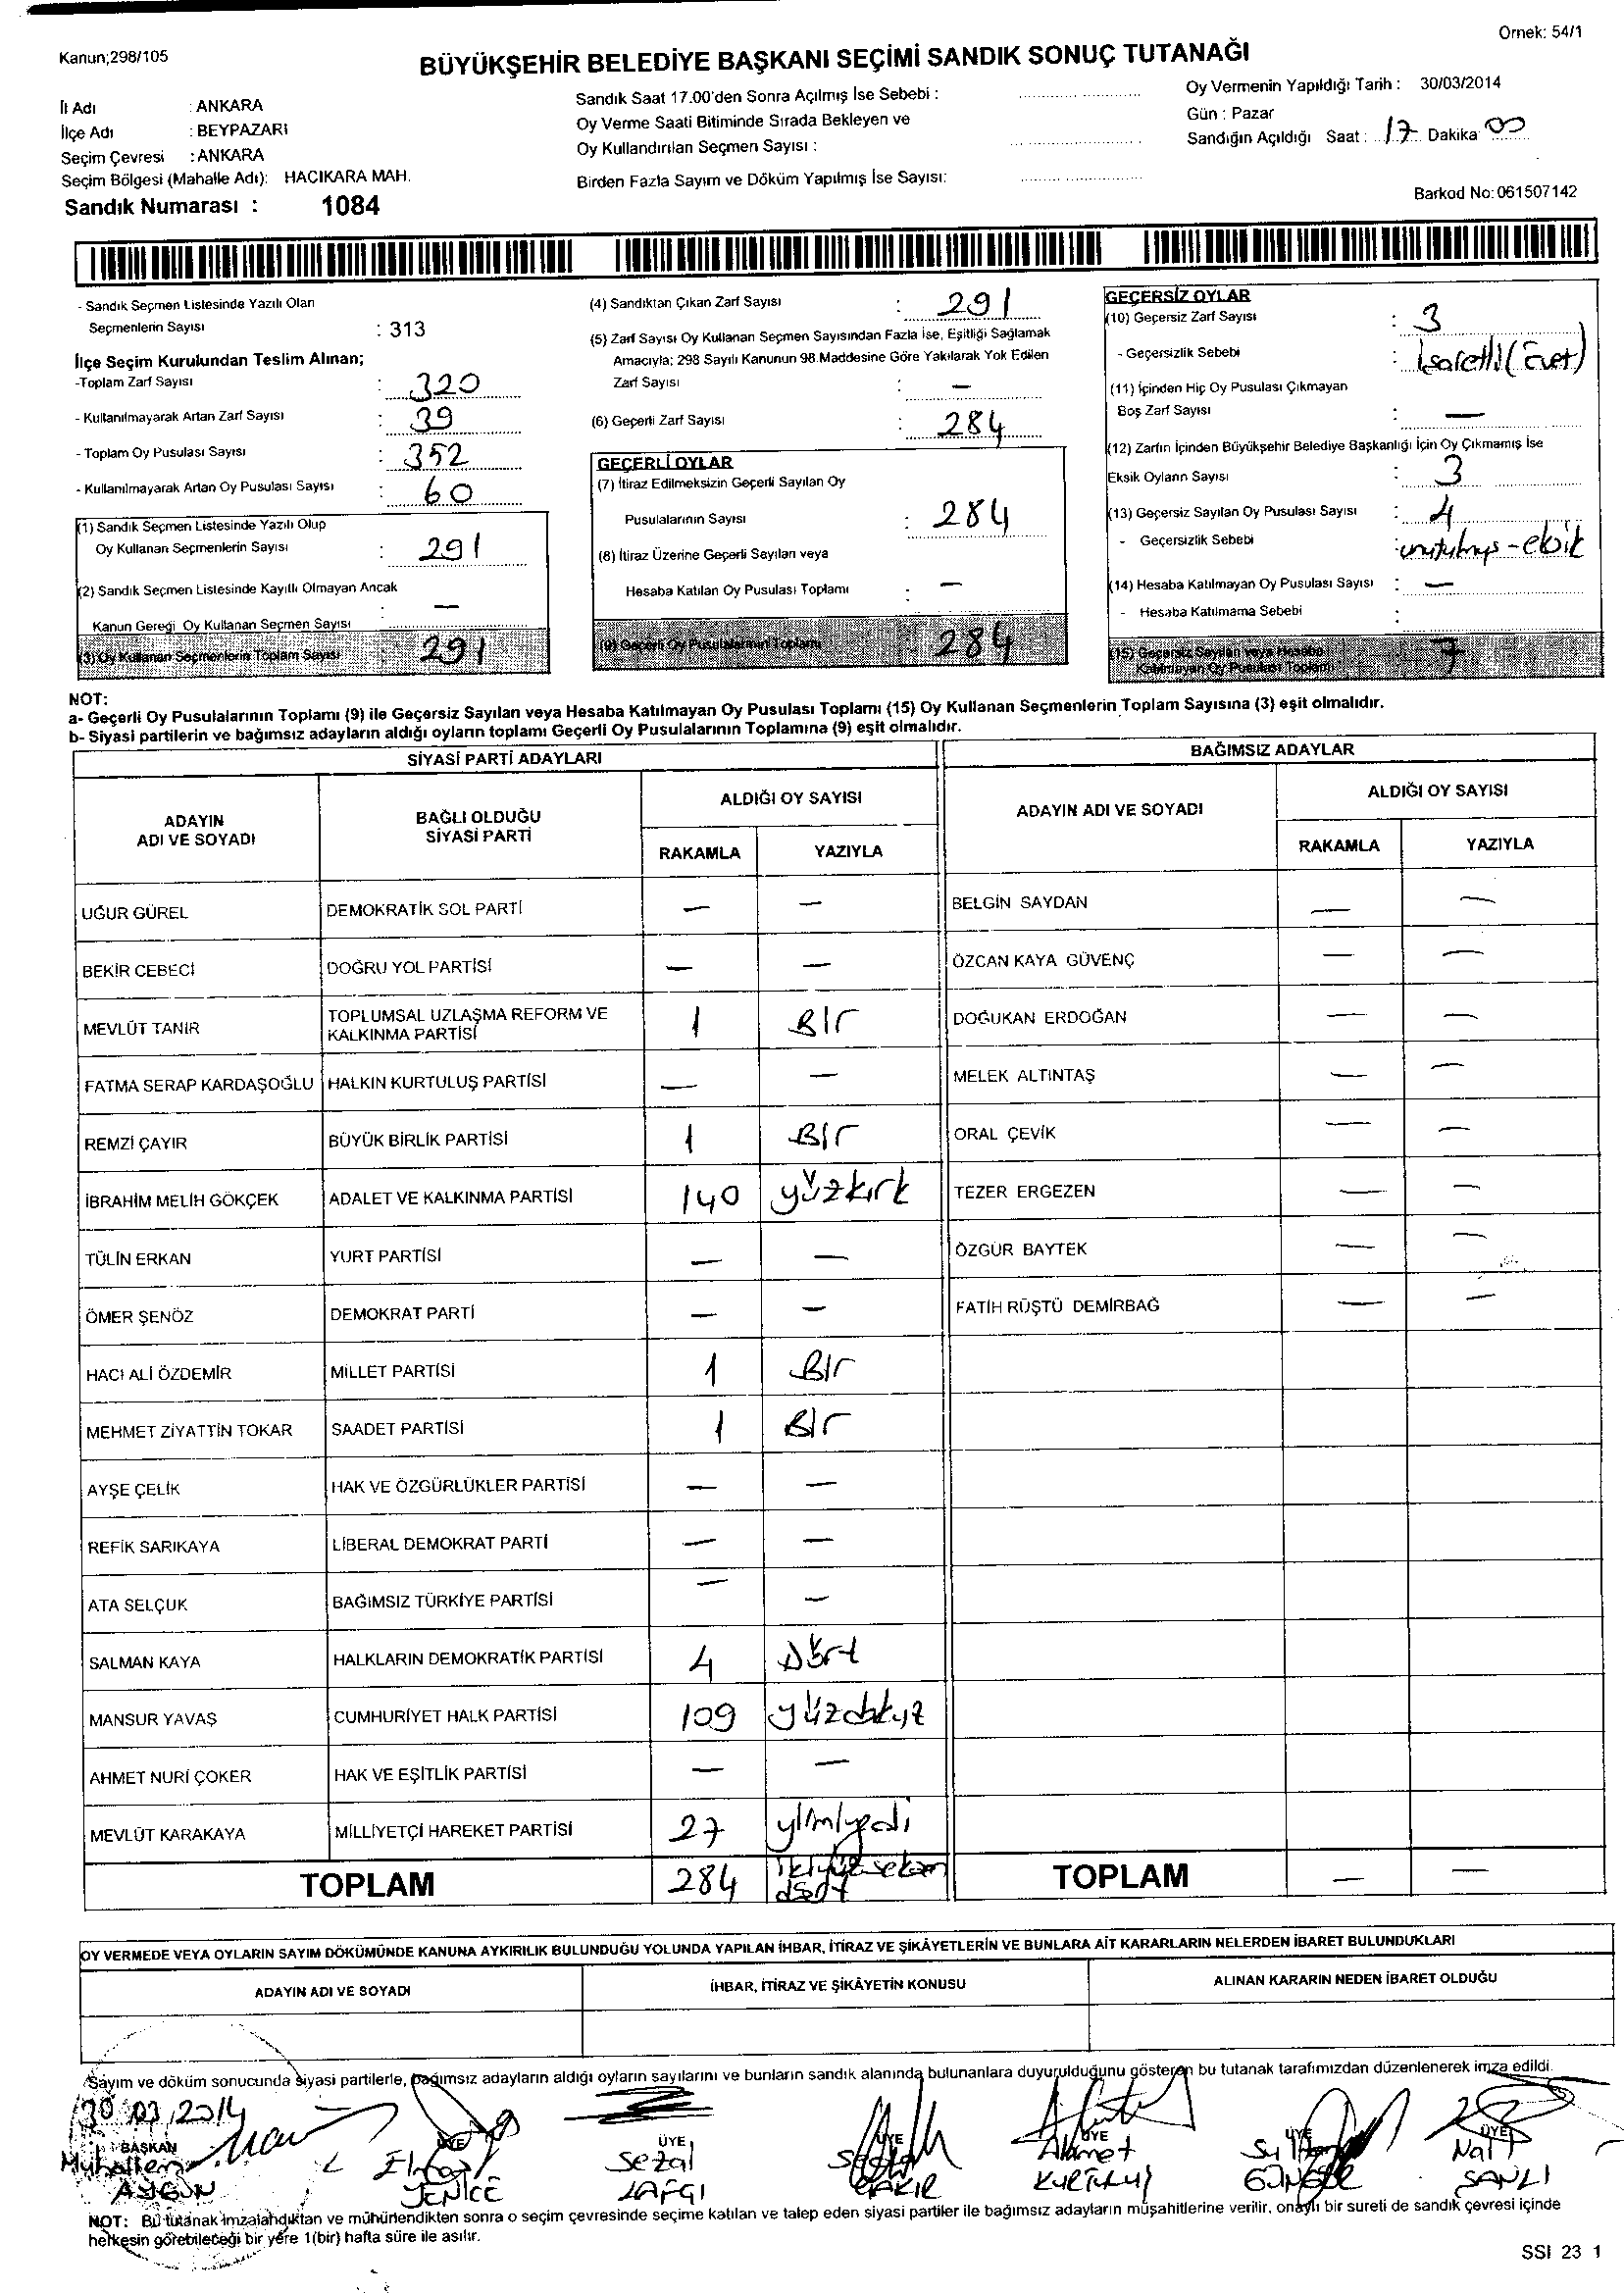 Örnek: 54/1
Kanun;298/105
BÜYÜKŞEHİR BELEDİYE BAŞKANI SEÇİMİ SANDIK SONUÇ TUTANAĞI
İl Adı : ANKARA
İlçe Adı : BEYPAZARI
Seçim Çevresi : ANKARA
Seçim Bölgesi (Mahalle Adı): HACIKARA MAH.
Sandık Numarası : 1084
Sandık Saat 17.00'den Sonra Açılmış İse Sebebi :
Oy Verme Saati Bitiminde Sırada Bekleyen ve
Oy Kullandırılan Seçmen Sayısı :
Birden Fazla Sayım ve Döküm Yapılmış İse Sayısı:
Oy Vermenin Yapıldığı Tarih : 30/03/2014
Gün : Pazar
Sandığın Açıldığı Saat : 17 Dakika 00
Barkod No: 061507142
- Sandık Seçmen Listesinde Yazılı Olan
Seçmenlerin Sayısı : 313
İlçe Seçim Kurulundan Teslim Alınan;
-Toplam Zarf Sayısı : 320
- Kullanılmayarak Artan Zarf Sayısı : 39
- Toplam Oy Pusulası Sayısı : 352
- Kullanılmayarak Artan Oy Pusulası Sayısı : 60
(1) Sandık Seçmen Listesinde Yazılı Olup
Oy Kullanan Seçmenlerin Sayısı : 291
(2) Sandık Seçmen Listesinde Kayıtlı Olmayan Ancak
Kanun Gereği Oy Kullanan Seçmen Sayısı : —
(3) Oy Kullanan Seçmenlerin Toplam Sayısı : 291
(4) Sandıktan Çıkan Zarf Sayısı : 291
(5) Zarf Sayısı Oy Kullanan Seçmen Sayısından Fazla İse, Eşitliği Sağlamak
Amacıyla; 298 Sayılı Kanunun 98.Maddesine Göre Yakılarak Yok Edilen
Zarf Sayısı : —
(6) Geçerli Zarf Sayısı : 284
GEÇERLİ OYLAR
(7) İtiraz Edilmeksizin Geçerli Sayılan Oy
Pusulalarının Sayısı : 284
(8) İtiraz Üzerine Geçerli Sayılan veya
Hesaba Katılan Oy Pusulası Toplamı : —
(9) Geçerli Oy Pusulalarının Toplamı 284
GEÇERSİZ OYLAR
(10) Geçersiz Zarf Sayısı : 3
- Geçersizlik Sebebi : İşaretli (Evet)
(11) İçinden Hiç Oy Pusulası Çıkmayan
Boş Zarf Sayısı : —
(12) Zarfın İçinden Büyükşehir Belediye Başkanlığı İçin Oy Çıkmamış İse
Eksik Oyların Sayısı : 3
(13) Geçersiz Sayılan Oy Pusulası Sayısı : 4
- Geçersizlik Sebebi :
(14) Hesaba Katılmayan Oy Pusulası Sayısı : —
- Hesaba Katılmama Sebebi :
(15) Geçersiz Sayılan veya Hesaba
Katılmayan Oy Pusulası Toplamı 7
NOT:
a- Geçerli Oy Pusulalarının Toplamı (9) ile Geçersiz Sayılan veya Hesaba Katılmayan Oy Pusulası Toplamı (15) Oy Kullanan Seçmenlerin Toplam Sayısına (3) eşit olmalıdır.
b- Siyasi partilerin ve bağımsız adayların aldığı oyların toplamı Geçerli Oy Pusulalarının Toplamına (9) eşit olmalıdır.
SİYASİ PARTİ ADAYLARI BAĞIMSIZ ADAYLAR
ADAYIN ADI VE SOYADI BAĞLI OLDUĞU SİYASİ PARTİ ALDIĞI OY SAYISI ADAYIN ADI VE SOYADI ALDIĞI OY SAYISI
RAKAMLA YAZIYLA RAKAMLA YAZIYLA
UĞUR GÜREL DEMOKRATİK SOL PARTİ — — BELGİN SAYDAN — —
BEKİR CEBECİ DOĞRU YOL PARTİSİ — — ÖZCAN KAYA GÜVENÇ — —
MEVLÜT TANIR TOPLUMSAL UZLAŞMA REFORM VE KALKINMA PARTİSİ 1 Bir DOĞUKAN ERDOĞAN — —
FATMA SERAP KARDAŞOĞLU HALKIN KURTULUŞ PARTİSİ — — MELEK ALTINTAŞ — —
REMZİ ÇAYIR BÜYÜK BİRLİK PARTİSİ 1 Bir ORAL ÇEVİK — —
İBRAHİM MELİH GÖKÇEK ADALET VE KALKINMA PARTİSİ 140 yüzkırk TEZER ERGEZEN — —
TÜLİN ERKAN YURT PARTİSİ — — ÖZGÜR BAYTEK — —
ÖMER ŞENÖZ DEMOKRAT PARTİ — — FATİH RÜŞTÜ DEMİRBAĞ — —
HACI ALİ ÖZDEMİR MİLLET PARTİSİ 1 Bir
MEHMET ZİYATTİN TOKAR SAADET PARTİSİ 1 Bir
AYŞE ÇELİK HAK VE ÖZGÜRLÜKLER PARTİSİ — —
REFİK SARIKAYA LİBERAL DEMOKRAT PARTİ — —
ATA SELÇUK BAĞIMSIZ TÜRKİYE PARTİSİ — —
SALMAN KAYA HALKLARIN DEMOKRATİK PARTİSİ 4 Dört
MANSUR YAVAŞ CUMHURİYET HALK PARTİSİ 109 yüzdokuz
AHMET NURİ ÇOKER HAK VE EŞİTLİK PARTİSİ — —
MEVLÜT KARAKAYA MİLLİYETÇİ HAREKET PARTİSİ 27 yimiyedi
TOPLAM 284 ikiyüzseksen dört TOPLAM — —
OY VERMEDE VEYA OYLARIN SAYIM DÖKÜMÜNDE KANUNA AYKIRILIK BULUNDUĞU YOLUNDA YAPILAN İHBAR, İTİRAZ VE ŞİKÂYETLERİN VE BUNLARA AİT KARARLARIN NELERDEN İBARET BULUNDUKLARI
ADAYIN ADI VE SOYADI İHBAR, İTİRAZ VE ŞİKÂYETİN KONUSU ALINAN KARARIN NEDEN İBARET OLDUĞU
Sayım ve döküm sonucunda siyasi partilerle, bağımsız adayların aldığı oyların sayılarını ve bunların sandık alanında bulunanlara duyurulduğunu gösteren bu tutanak tarafımızdan düzenlenerek imza edildi.
30.03.2014
BAŞKAN ÜYE ÜYE ÜYE ÜYE ÜYE ÜYE
Muhattem Sezai Ahmet Nail
AYGÜN YENİCE LAFÇI ÇAKIR KURTULUŞ GÜNGÖR SANLI
NOT: Bu tutanak imzalandıktan ve mühürlendikten sonra o seçim çevresinde seçime katılan ve talep eden siyasi partiler ile bağımsız adayların müşahitlerine verilir, onaylı bir sureti de sandık çevresi içinde
herkesin görebileceği bir yere 1(bir) hafta süre ile asılır.
SSI 23 1